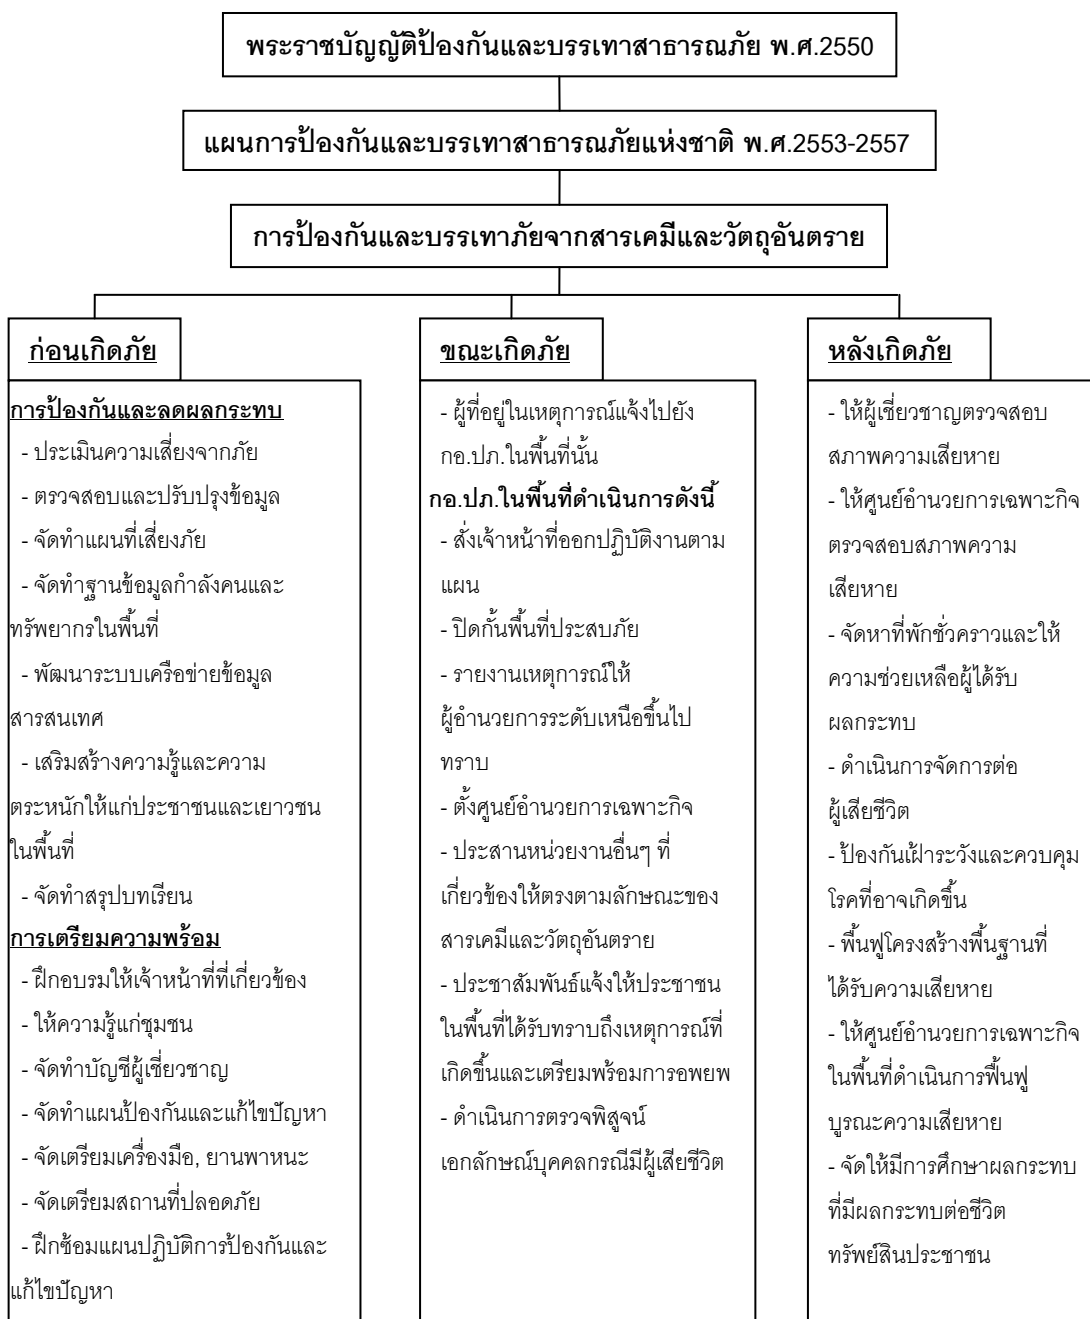 พระราชบัญญัติป้องกันและบรรเทาสาธารณภัย พ.ศ.2550
แผนการป้องกันและบรรเทาสาธารณภัยแห่งชาติ พ.ศ.2553-2557
การป้องกันและบรรเทาภัยจากสารเคมีและวัตถุอันตราย
ก่อนเกิดภัย
การป้องกันและลดผลกระทบ
- ประเมินความเสี่ยงจากภัย
- ตรวจสอบและปรับปรุงข้อมูล
- จัดทำแผนที่เสี่ยงภัย
- จัดทำฐานข้อมูลกำลังคนและ
ทรัพยากรในพื้นที่
- พัฒนาระบบเครือข่ายข้อมูล
สารสนเทศ
- เสริมสร้างความรู้และความ
ตระหนักให้แก่ประชาชนและเยาวชน
ในพื้นที่
- จัดทำสรุปบทเรียน
การเตรียมความพร้อม
- ฝึกอบรมให้เจ้าหน้าที่ที่เกี่ยวข้อง
- ให้ความรู้แก่ชุมชน
- จัดทำบัญชีผู้เชี่ยวชาญ
- จัดทำแผนป้องกันและแก้ไขปัญหา
- จัดเตรียมเครื่องมือ, ยานพาหนะ
- จัดเตรียมสถานที่ปลอดภัย
- ฝึกซ้อมแผนปฏิบัติการป้องกันและ
แก้ไขปัญหา
ขณะเกิดภัย
- ผู้ที่อยู่ในเหตุการณ์แจ้งไปยัง
กอ.ปภ.ในพื้นที่นั้น
กอ.ปภ.ในพื้นที่ดำเนินการดังนี้
- สั่งเจ้าหน้าที่ออกปฏิบัติงานตาม
แผน
- ปิดกั้นพื้นที่ประสบภัย
- รายงานเหตุการณ์ให้
ผู้อำนวยการระดับเหนือขึ้นไป
ทราบ
- ตั้งศูนย์อำนวยการเฉพาะกิจ
- ประสานหน่วยงานอื่นๆ ที่
เกี่ยวข้องให้ตรงตามลักษณะของ
สารเคมีและวัตถุอันตราย
- ประชาสัมพันธ์แจ้งให้ประชาชน
ในพื้นที่ได้รับทราบถึงเหตุการณ์ที่
เกิดขึ้นและเตรียมพร้อมการอพยพ
- ดำเนินการตรวจพิสูจน์
เอกลักษณ์บุคคลกรณีมีผู้เสียชีวิต
หลังเกิดภัย
- ให้ผู้เชี่ยวชาญตรวจสอบ
สภาพความเสียหาย
- ให้ศูนย์อำนวยการเฉพาะกิจ
ตรวจสอบสภาพความ
เสียหาย
- จัดหาที่พักชั่วคราวและให้
ความช่วยเหลือผู้ได้รับ
ผลกระทบ
- ดำเนินการจัดการต่อ
ผู้เสียชีวิต
- ป้องกันเฝ้าระวังและควบคุม
โรคที่อาจเกิดขึ้น
- พื้นฟูโครงสร้างพื้นฐานที่
ได้รับความเสียหาย
- ให้ศูนย์อำนวยการเฉพาะกิจ
ในพื้นที่ดำเนินการฟื้นฟู
บูรณะความเสียหาย
- จัดให้มีการศึกษาผลกระทบ
ที่มีผลกระทบต่อชีวิต
ทรัพย์สินประชาชน